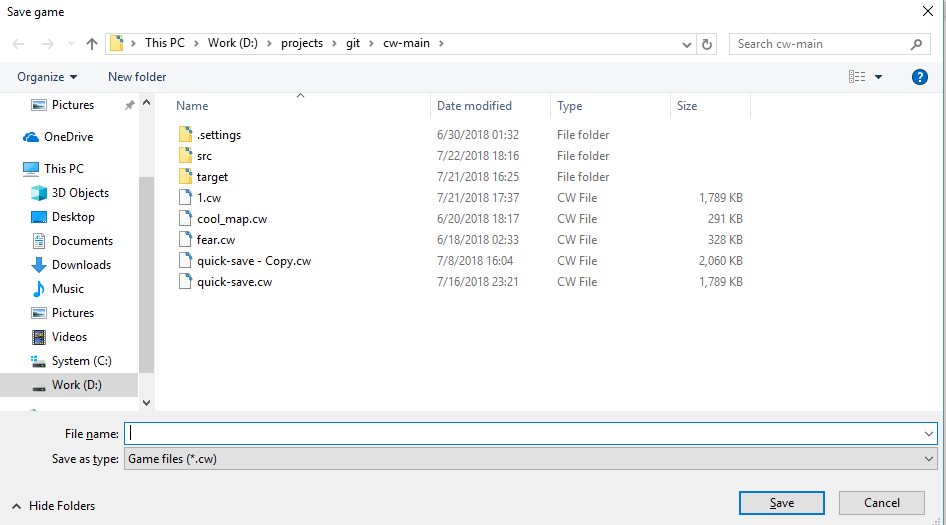 Save game
This PC > Work (D:) > projects > git > cw-main >
Search cw-main
Organize
New folder
Pictures
OneDrive
This PC
3D Objects
Desktop
Documents
Downloads
Music
Pictures
Videos
System (C:)
Work (D:)
Name Date modified Type Size
.settings 6/30/2018 01:32 File folder
src 7/22/2018 18:16 File folder
target 7/21/2018 16:25 File folder
1.cw 7/21/2018 17:37 CW File 1,789 KB
cool_map.cw 6/20/2018 18:17 CW File 291 KB
fear.cw 6/18/2018 02:33 CW File 328 KB
quick-save - Copy.cw 7/8/2018 16:04 CW File 2,060 KB
quick-save.cw 7/16/2018 23:21 CW File 1,789 KB
File name:
Save as type: Game files (*.cw)
Hide Folders
Save
Cancel